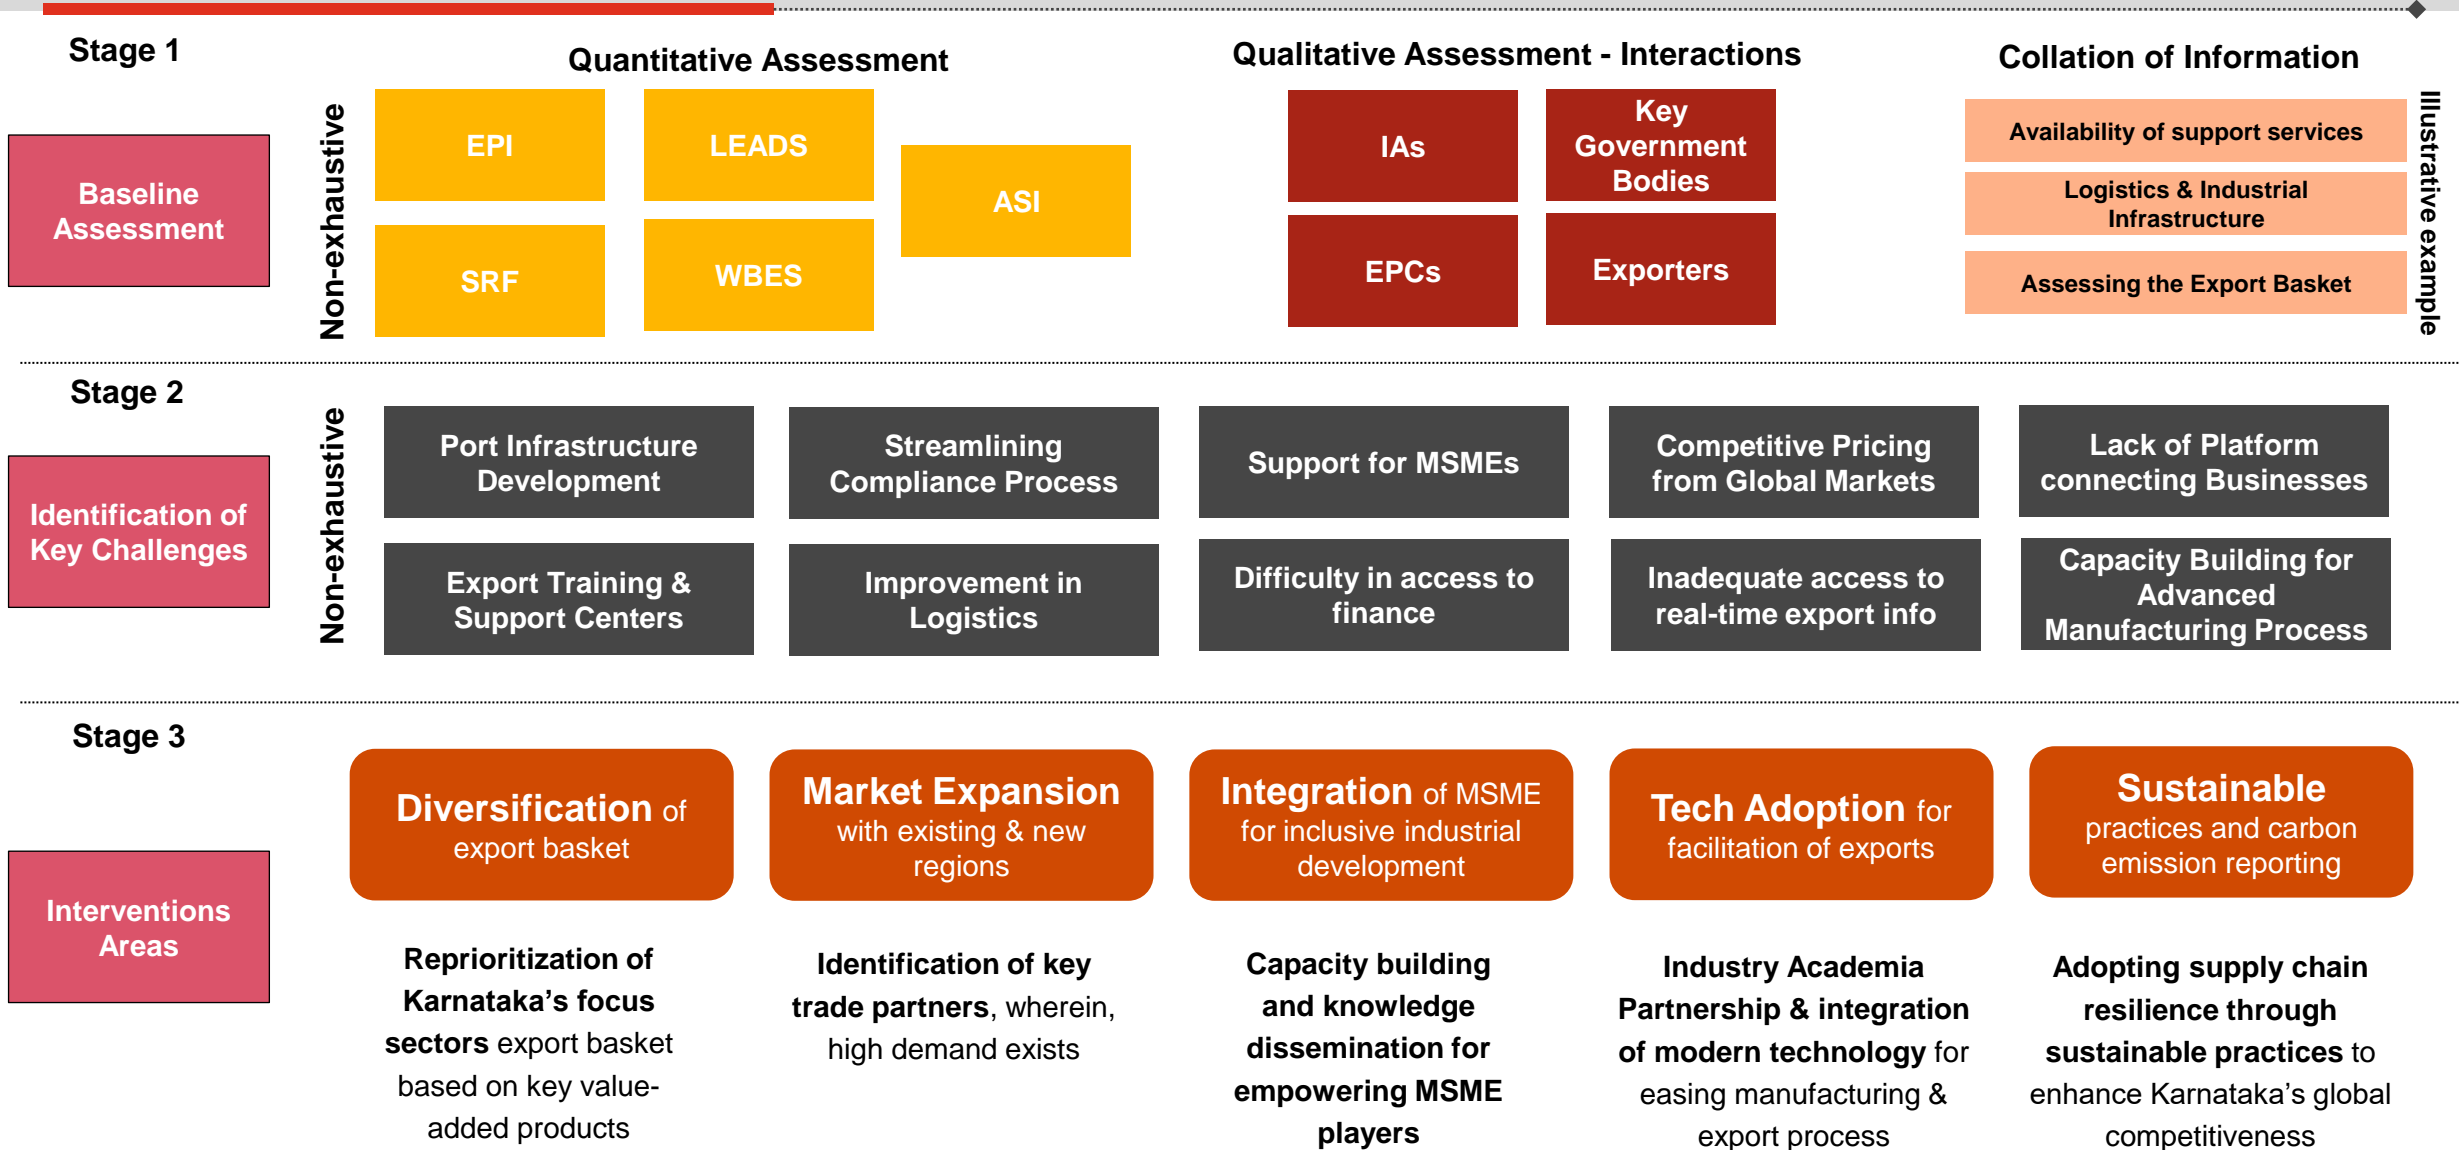 Stage 1
Quantitative Assessment
Qualitative Assessment - Interactions
Collation of Information
Baseline
Assessment
Non-exhaustive
EPI
LEADS
ASI
SRF
WBES
IAs
Key
Government
Bodies
EPCs
Exporters
Availability of support services
Logistics & Industrial
Infrastructure
Assessing the Export Basket
Illustrative example
Stage 2
Identification of
Key Challenges
Non-exhaustive
Port Infrastructure
Development
Streamlining
Compliance Process
Support for MSMEs
Competitive Pricing
from Global Markets
Lack of Platform
connecting Businesses
Export Training &
Support Centers
Improvement in
Logistics
Difficulty in access to
finance
Inadequate access to
real-time export info
Capacity Building for
Advanced
Manufacturing Process
Stage 3
Interventions
Areas
Diversification of
export basket
Market Expansion
with existing & new
regions
Integration of MSME
for inclusive industrial
development
Tech Adoption for
facilitation of exports
Sustainable
practices and carbon
emission reporting
Reprioritization of
Karnataka’s focus
sectors export basket
based on key value-
added products
Identification of key
trade partners, wherein,
high demand exists
Capacity building
and knowledge
dissemination for
empowering MSME
players
Industry Academia
Partnership & integration
of modern technology for
easing manufacturing &
export process
Adopting supply chain
resilience through
sustainable practices to
enhance Karnataka’s global
competitiveness